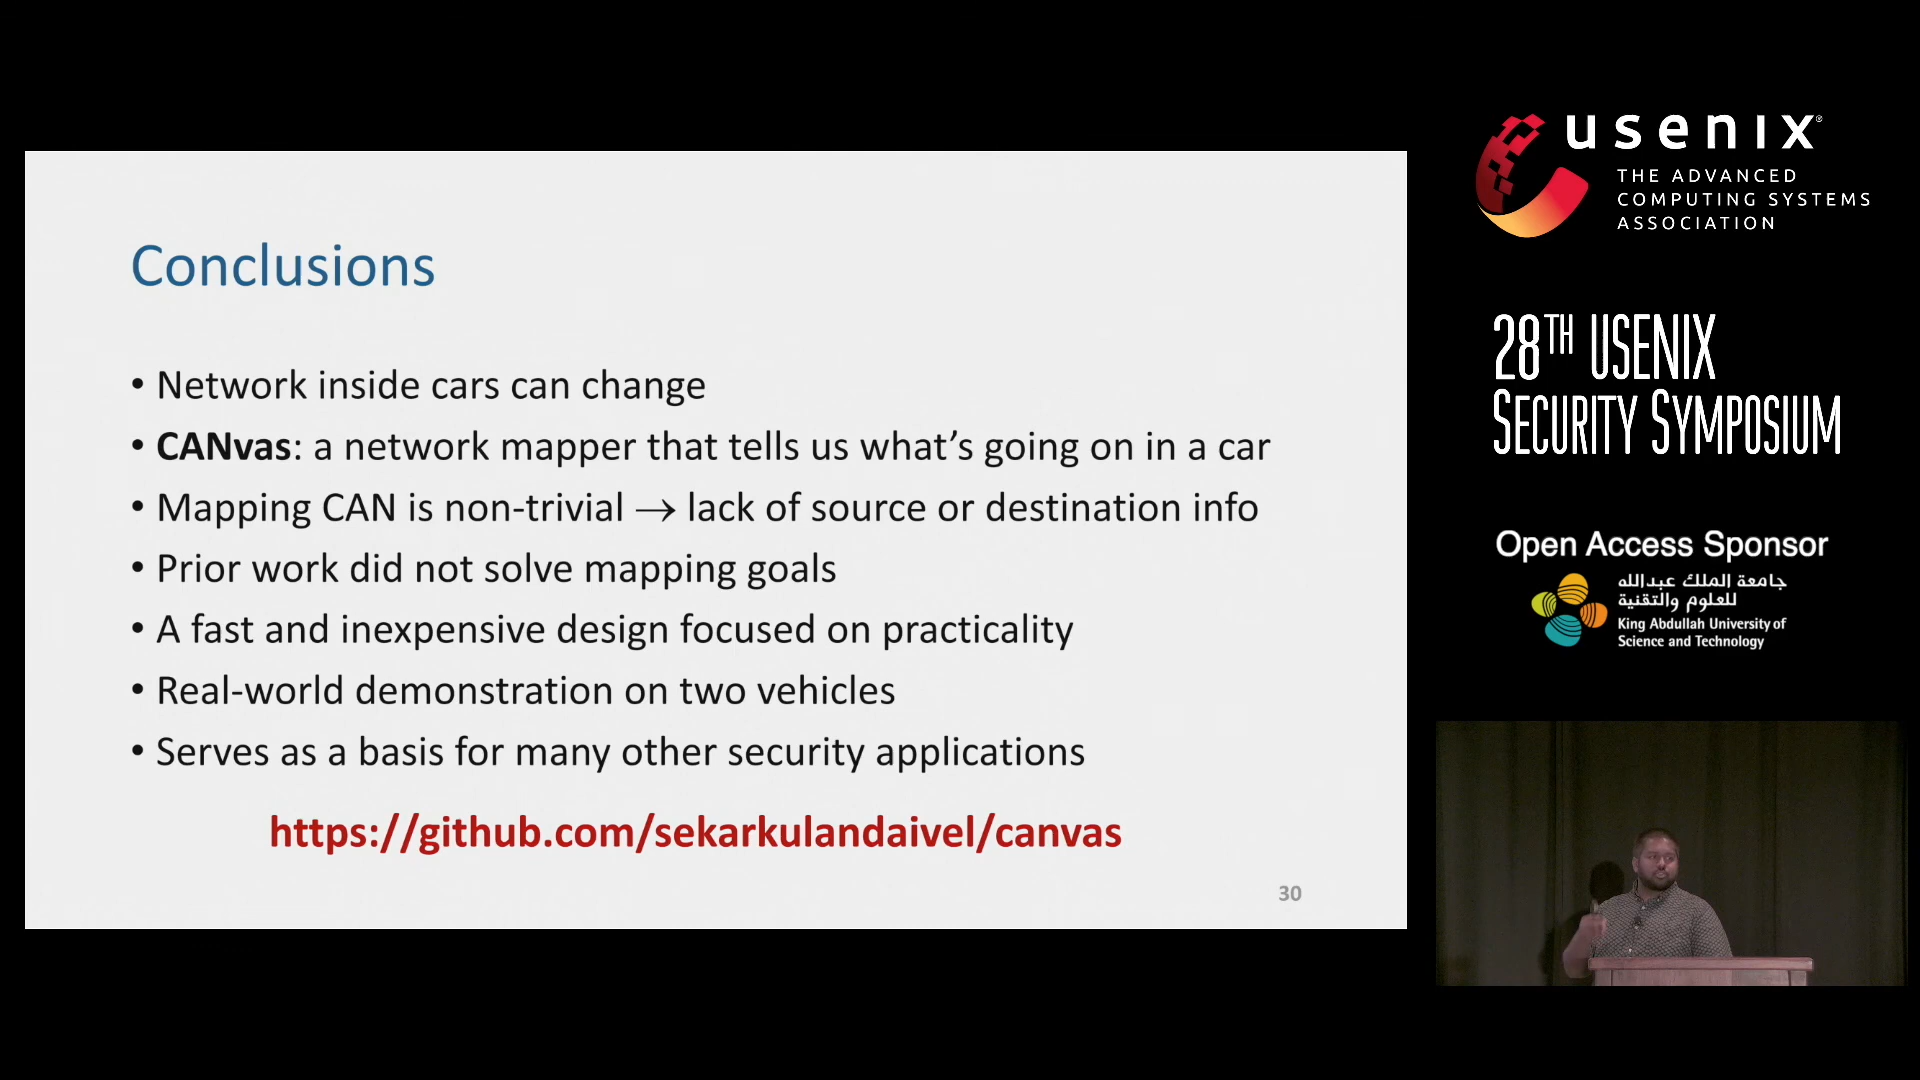 Conclusions
• Network inside cars can change
• CANvas: a network mapper that tells us what's going on in a car
• Mapping CAN is non-trivial → lack of source or destination info
• Prior work did not solve mapping goals
• A fast and inexpensive design focused on practicality
• Real-world demonstration on two vehicles
• Serves as a basis for many other security applications
https://github.com/sekarkulandaivel/canvas
30
usenix®
THE ADVANCED
COMPUTING SYSTEMS
ASSOCIATION
28TH USENIX
SECURITY SYMPOSIUM
Open Access Sponsor
جامعة الملك عبدالله
للعلوم والتقنية
King Abdullah University of
Science and Technology